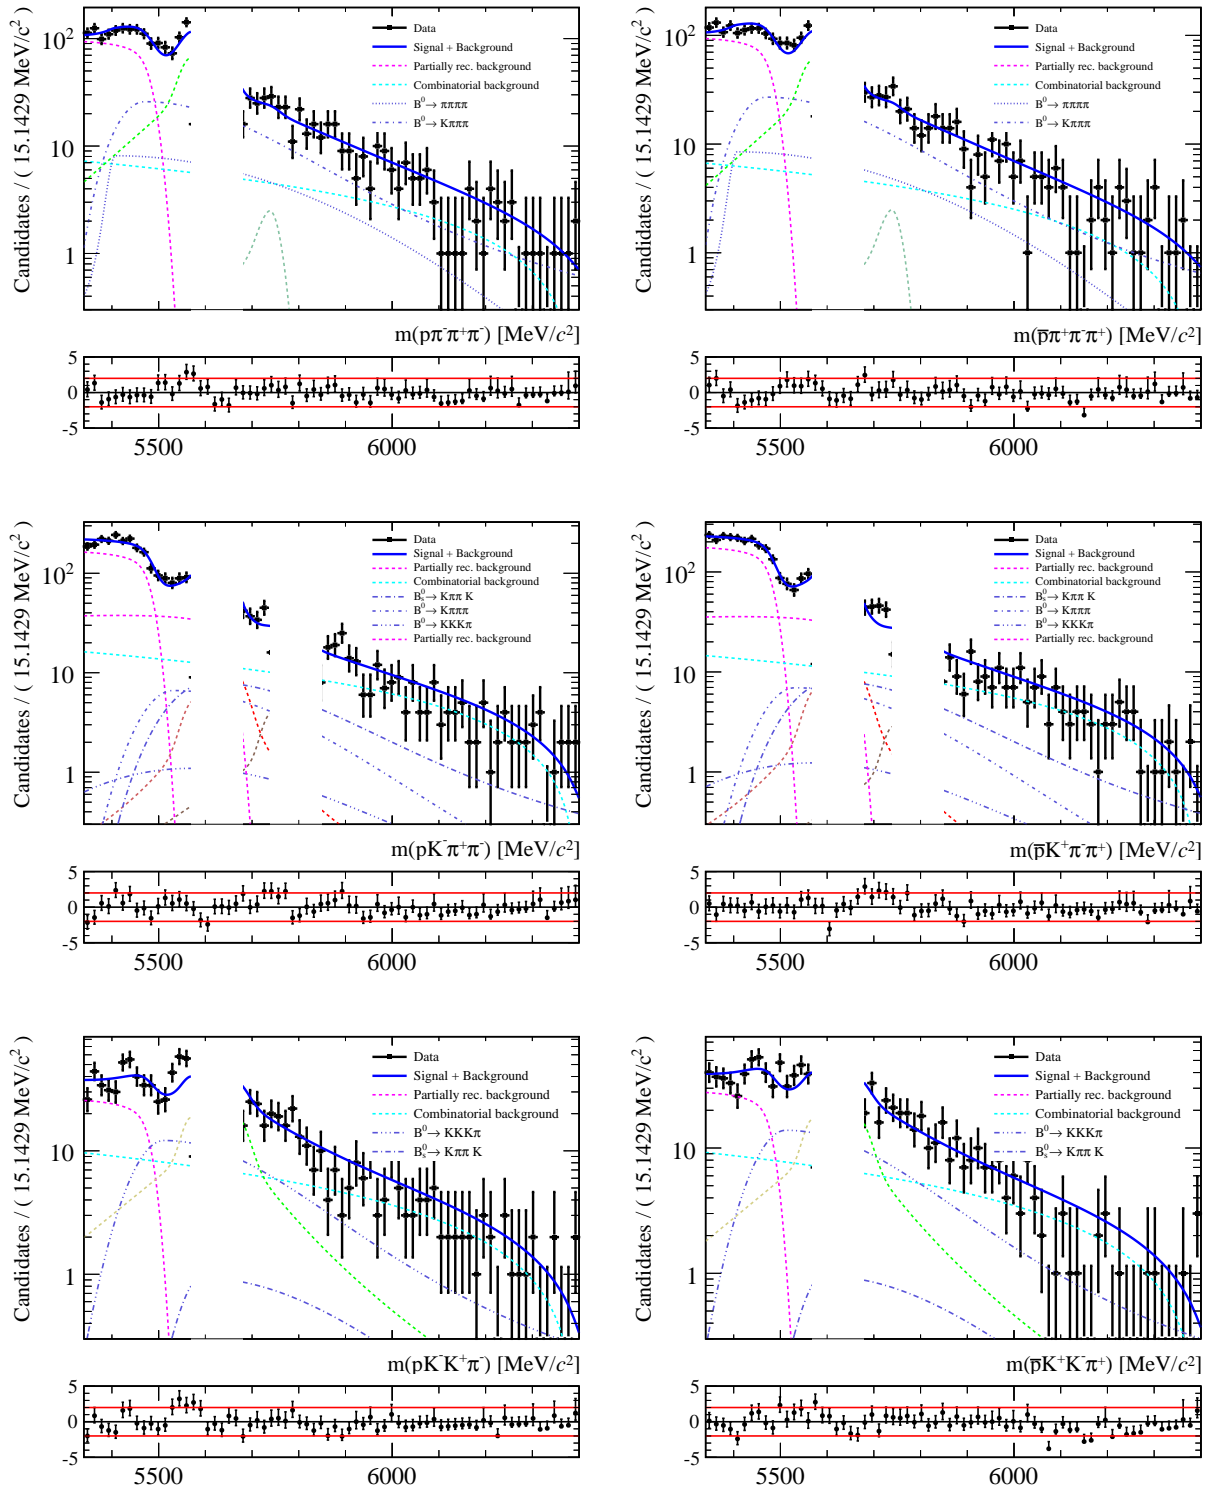 Candidates / ( 15.1429 MeV/c² )
10²
10
1
Data
Signal + Background
Partially rec. background
Combinatorial background
B⁰→ ππππ
B⁰→ Kπππ
m(pπ⁻π⁺π⁻) [MeV/c²]
5
0
-5
5500
6000
Candidates / ( 15.1429 MeV/c² )
10²
10
1
Data
Signal + Background
Partially rec. background
Combinatorial background
B⁰→ ππππ
B⁰→ Kπππ
m(p̅π⁺π⁻π⁺) [MeV/c²]
5
0
-5
5500
6000
Candidates / ( 15.1429 MeV/c² )
10²
10
1
Data
Signal + Background
Partially rec. background
Combinatorial background
B⁰ₛ→ Kππ K
B⁰→ Kπππ
B⁰→ KKKπ
Partially rec. background
m(pK⁻π⁺π⁻) [MeV/c²]
5
0
-5
5500
6000
Candidates / ( 15.1429 MeV/c² )
10²
10
1
Data
Signal + Background
Partially rec. background
Combinatorial background
B⁰ₛ→ Kππ K
B⁰→ Kπππ
B⁰→ KKKπ
Partially rec. background
m(p̅K⁺π⁻π⁺) [MeV/c²]
5
0
-5
5500
6000
Candidates / ( 15.1429 MeV/c² )
10
1
Data
Signal + Background
Partially rec. background
Combinatorial background
B⁰→ KKKπ
B⁰ₛ→ Kππ K
m(pK⁻K⁺π⁻) [MeV/c²]
5
0
-5
5500
6000
Candidates / ( 15.1429 MeV/c² )
10
1
Data
Signal + Background
Partially rec. background
Combinatorial background
B⁰→ KKKπ
B⁰ₛ→ Kππ K
m(p̅K⁺K⁻π⁺) [MeV/c²]
5
0
-5
5500
6000